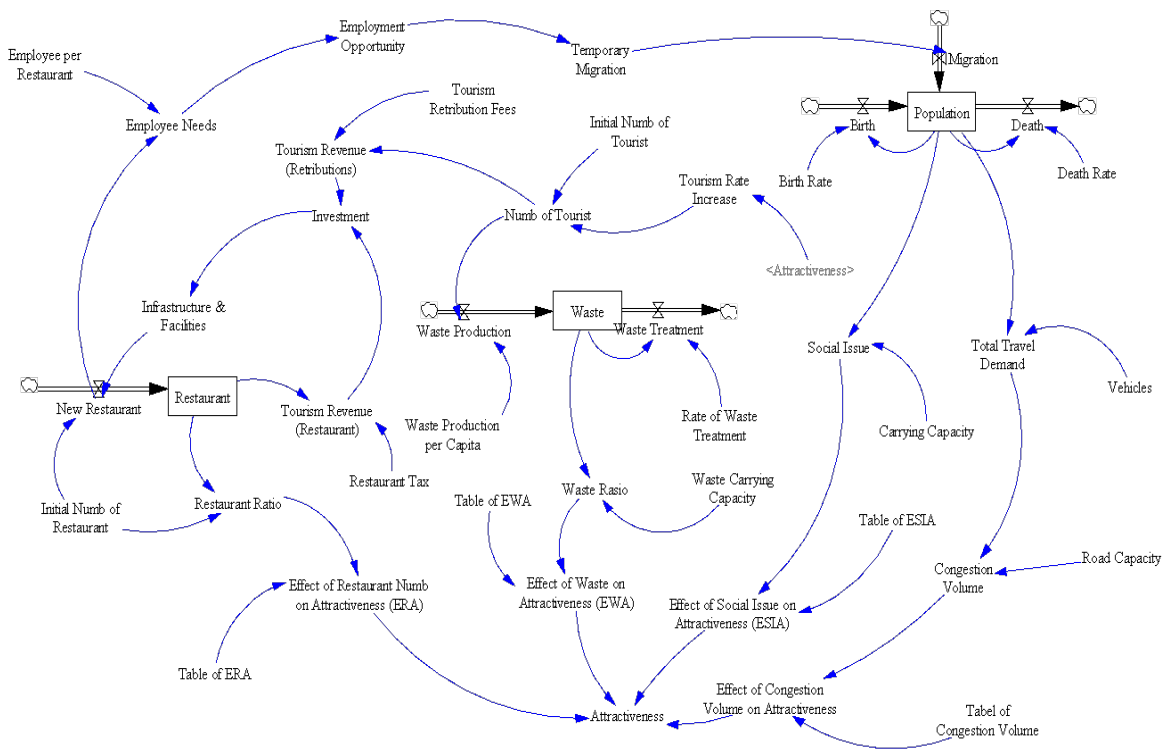 Employment
Opportunity
Employee per
Restaurant
Temporary
Migration
Migration
Employee Needs
Tourism
Retribution Fees
Population
Birth
Death
Initial Numb of
Tourist
Tourism Revenue
(Retributions)
Birth Rate
Death Rate
Tourism Rate
Increase
Investment
Numb of Tourist
<Attractiveness>
Infrastructure &
Facilities
Waste
Waste Production
Waste Treatment
Social Issue
Total Travel
Demand
Vehicles
Restaurant
New Restaurant
Tourism Revenue
(Restaurant)
Waste Production
per Capita
Rate of Waste
Treatment
Carrying Capacity
Restaurant Tax
Initial Numb of
Restaurant
Restaurant Ratio
Table of EWA
Waste Rasio
Waste Carrying
Capacity
Table of ESIA
Effect of Restaurant Numb
on Attractiveness (ERA)
Effect of Waste on
Attractiveness (EWA)
Effect of Social Issue on
Attractiveness (ESIA)
Congestion
Volume
Road Capacity
Table of ERA
Attractiveness
Effect of Congestion
Volume on Attractiveness
Tabel of
Congestion Volume